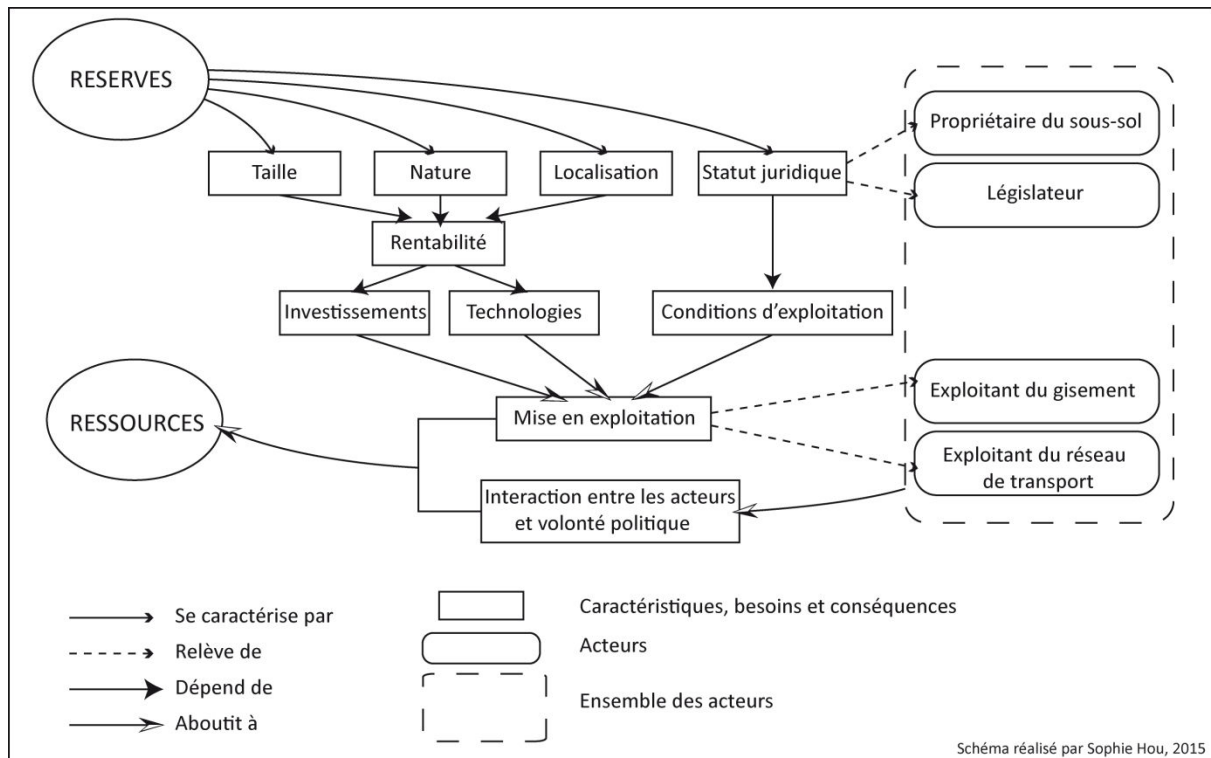 RESERVES
Propriétaire du sous-sol
Taille
Nature
Localisation
Statut juridique
Législateur
Rentabilité
Investissements
Technologies
Conditions d'exploitation
RESSOURCES
Mise en exploitation
Exploitant du gisement
Exploitant du réseau
de transport
Interaction entre les acteurs
et volonté politique
Se caractérise par
Relève de
Dépend de
Aboutit à
Caractéristiques, besoins et conséquences
Acteurs
Ensemble des acteurs
Schéma réalisé par Sophie Hou, 2015